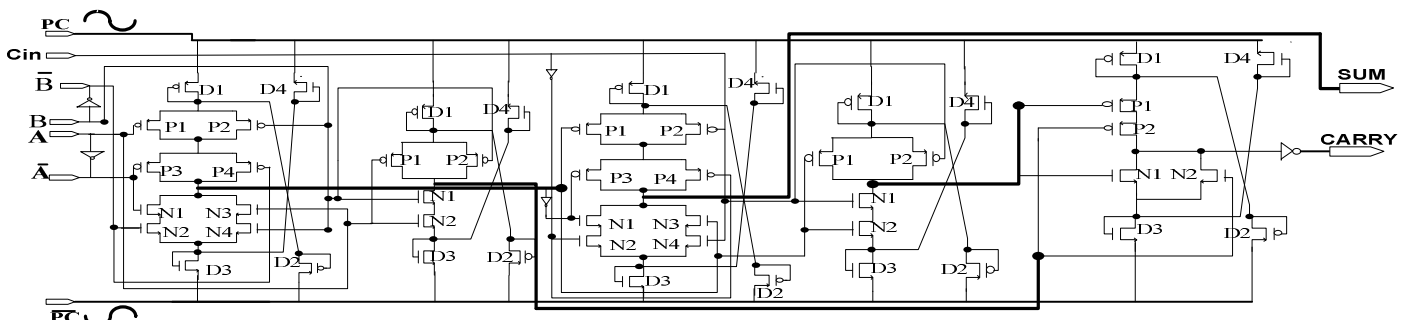 PC
Cin
B̅
B
A
A̅
P̅C̅
D1 D4
P1 P2
P3 P4
N1 N3
N2 N4
D3 D2
D1 D4
P1 P2
N1
N2
D3 D2
D1 D4
P1 P2
P3 P4
N1 N3
N2 N4
D3
D2
D1 D4
P1 P2
N1
N2
D3 D2
D1 D4
P1
P2
N1 N2
D3 D2
SUM
CARRY